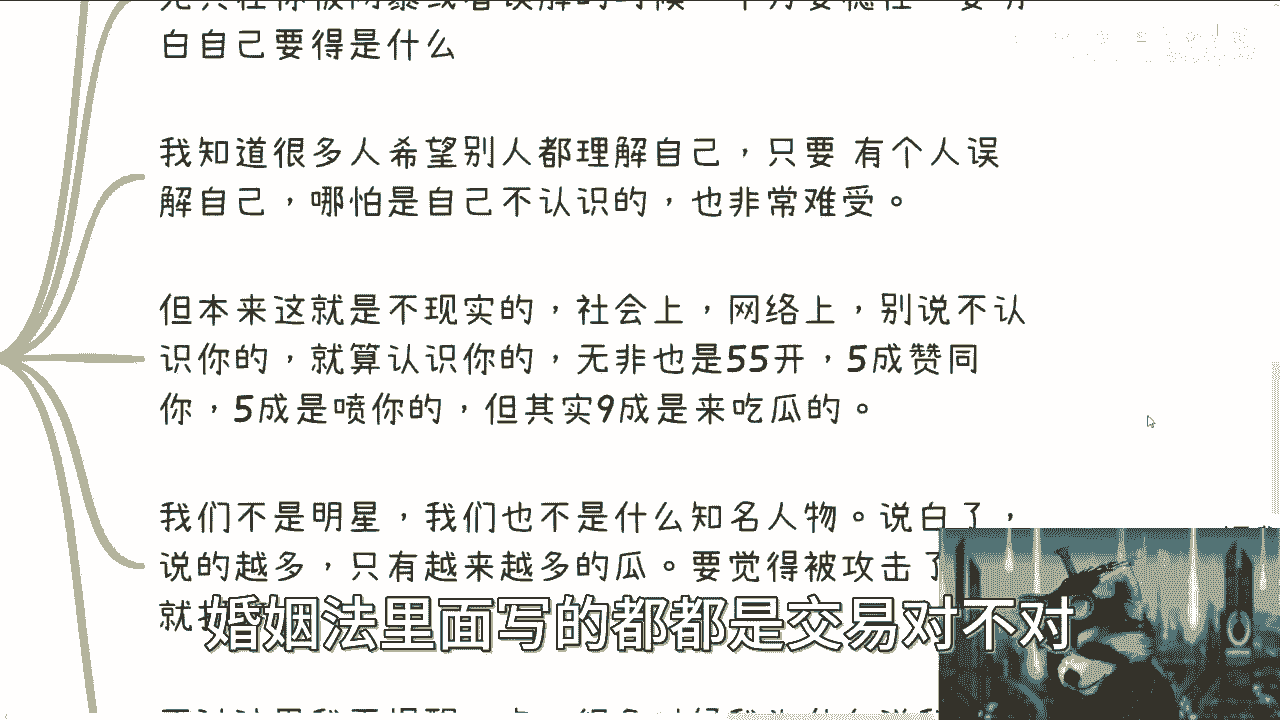 白自己要得是什么
我知道很多人希望别人都理解自己，只要 有个人误
解自己，哪怕是自己不认识的，也非常难受。
但本来这就是不现实的，社会上，网络上，别说不认
识你的，就算认识你的，无非也是55开，5成赞同
你，5成是喷你的，但其实9成是来吃瓜的。
我们不是明星，我们也不是什么知名人物。说白了，
说的越多，只有越来越多的瓜。要觉得被攻击了
就
婚姻法里面写的都都是交易对不对